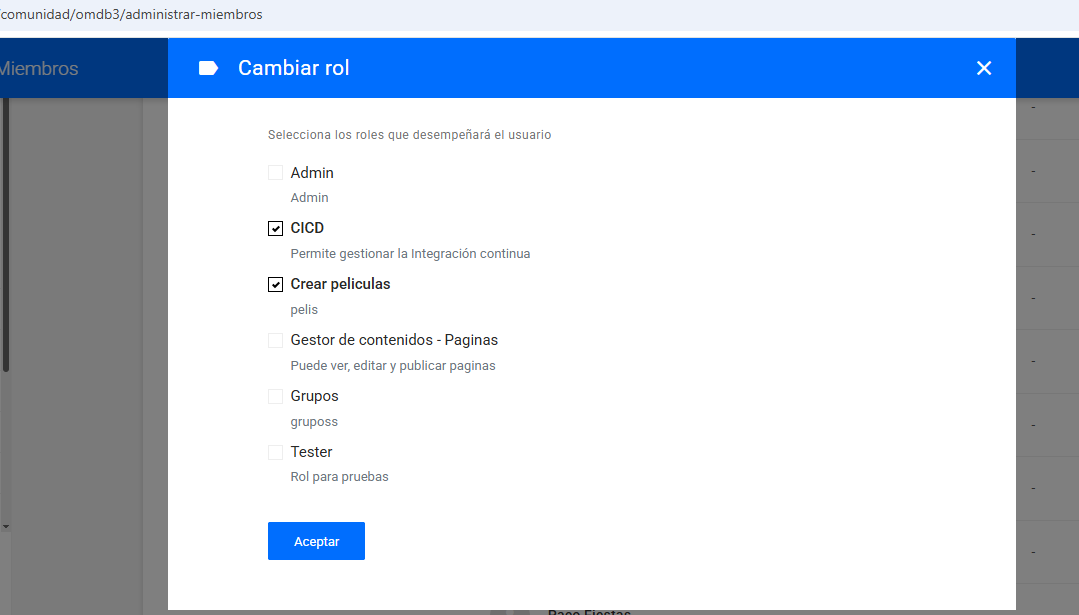 /comunidad/omdb3/administrar-miembros
Miembros
Cambiar rol
Selecciona los roles que desempeñará el usuario
Admin
Admin
CICD
Permite gestionar la Integración continua
Crear peliculas
pelis
Gestor de contenidos - Paginas
Puede ver, editar y publicar paginas
Grupos
gruposs
Tester
Rol para pruebas
Aceptar
Paco Fiestas